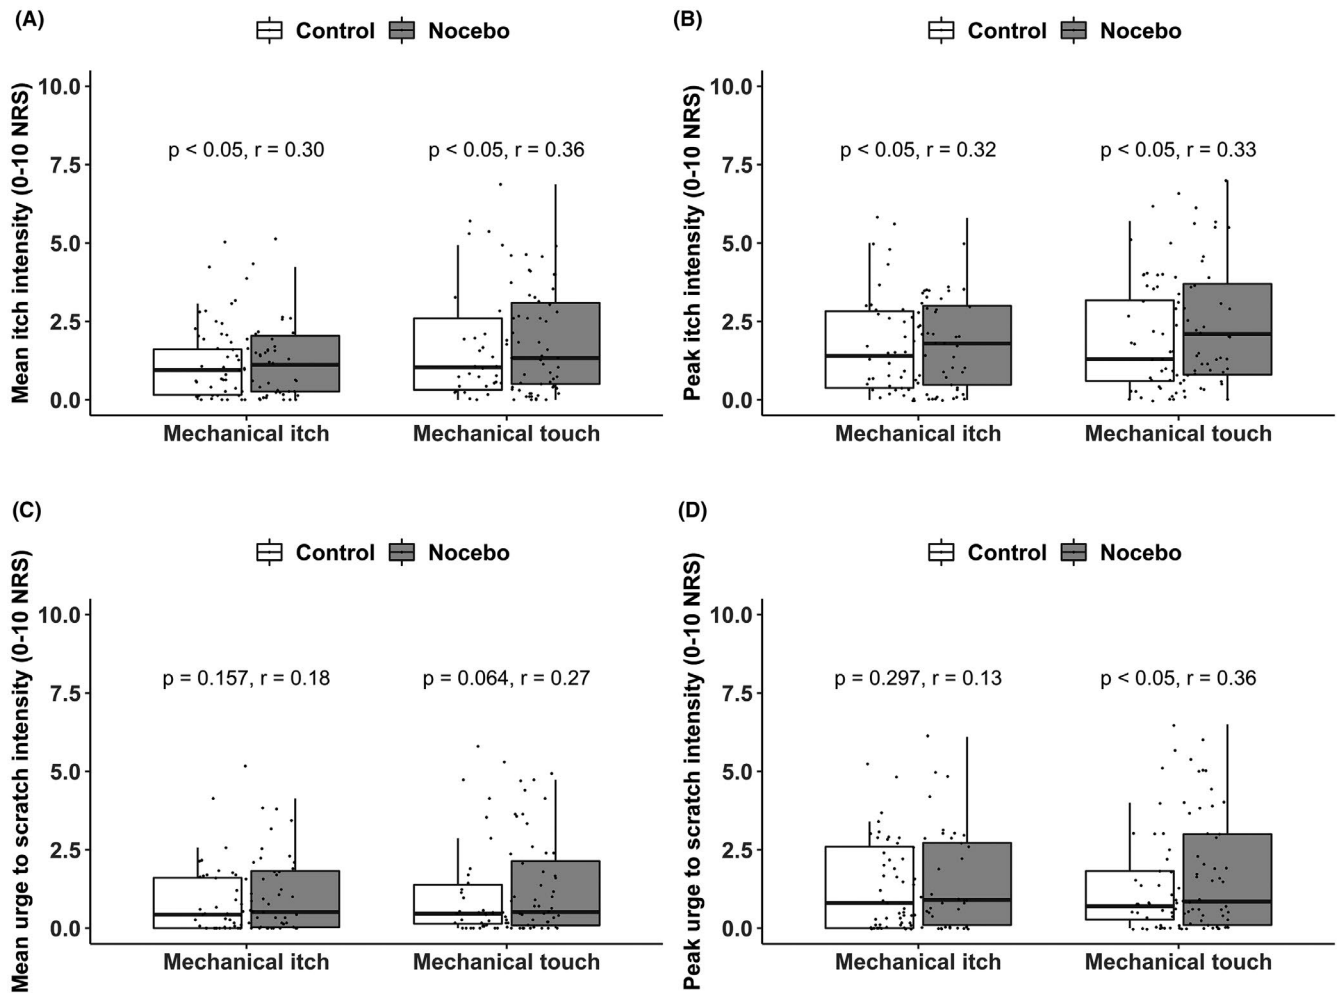 (A)
Control Nocebo
Mean itch intensity (0-10 NRS)
10.0
7.5
5.0
2.5
0.0
p < 0.05, r = 0.30
p < 0.05, r = 0.36
Mechanical itch
Mechanical touch
(B)
Control Nocebo
Peak itch intensity (0-10 NRS)
10.0
7.5
5.0
2.5
0.0
p < 0.05, r = 0.32
p < 0.05, r = 0.33
Mechanical itch
Mechanical touch
(C)
Control Nocebo
Mean urge to scratch intensity (0-10 NRS)
10.0
7.5
5.0
2.5
0.0
p = 0.157, r = 0.18
p = 0.064, r = 0.27
Mechanical itch
Mechanical touch
(D)
Control Nocebo
Peak urge to scratch intensity (0-10 NRS)
10.0
7.5
5.0
2.5
0.0
p = 0.297, r = 0.13
p < 0.05, r = 0.36
Mechanical itch
Mechanical touch